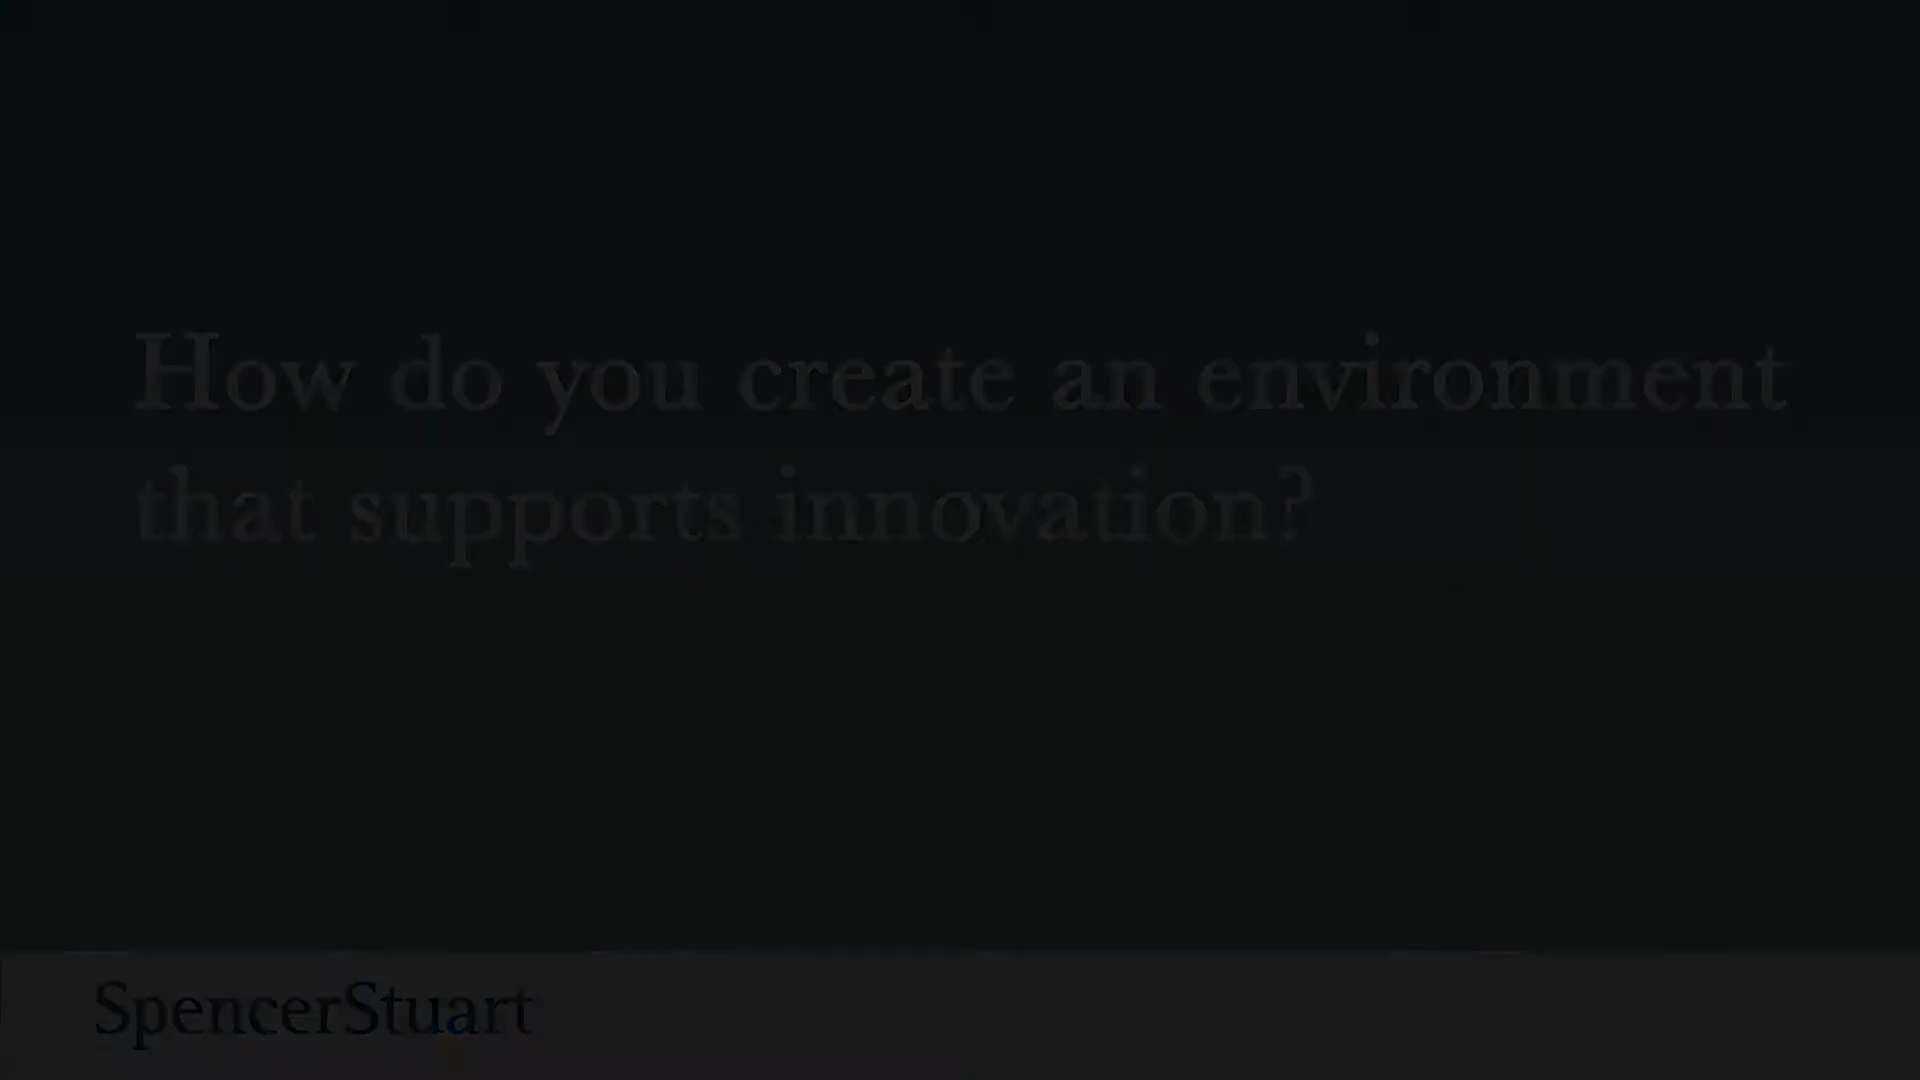 How do you create an environment
that supports innovation?
SpencerStuart